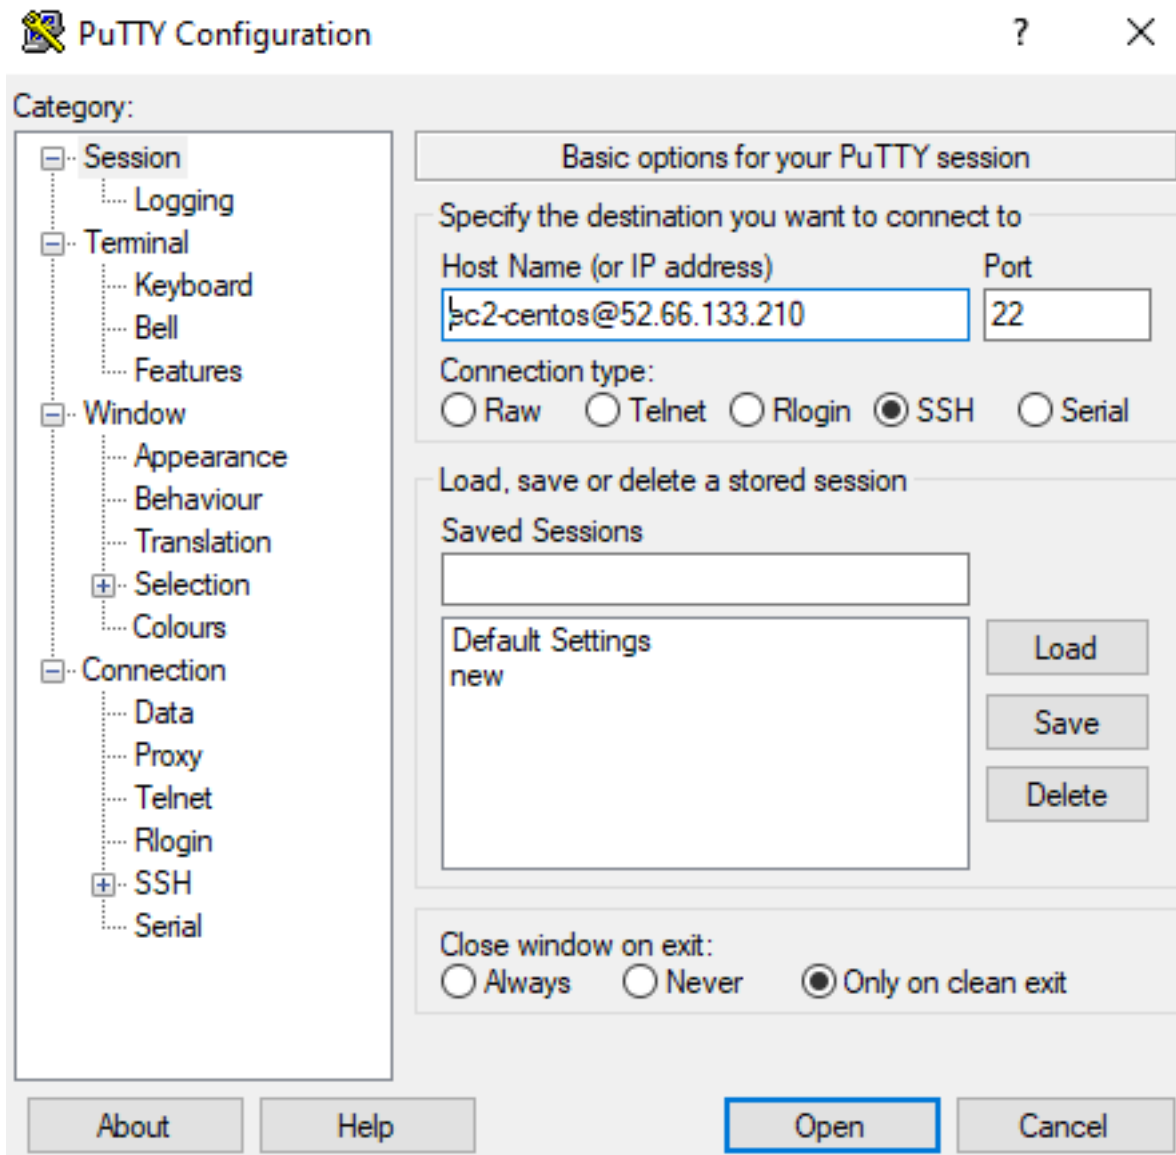 PuTTY Configuration
?
Category:
Session
Logging
Terminal
Keyboard
Bell
Features
Window
Appearance
Behaviour
Translation
Selection
Colours
Connection
Data
Proxy
Telnet
Rlogin
SSH
Serial
Basic options for your PuTTY session
Specify the destination you want to connect to
Host Name (or IP address) Port
ec2-centos@52.66.133.210 22
Connection type:
Raw Telnet Rlogin SSH Serial
Load, save or delete a stored session
Saved Sessions
Default Settings
new
Load
Save
Delete
Close window on exit:
Always Never Only on clean exit
About Help Open Cancel